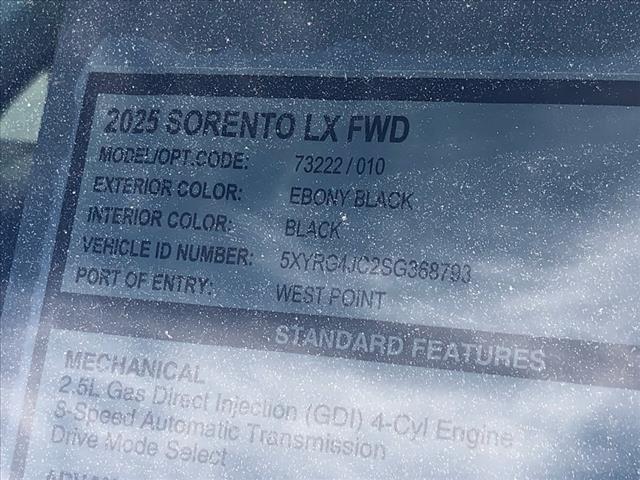 2025 SORENTO LX FWD
MODEL/OPT.CODE: 73222 / 010
EXTERIOR COLOR: EBONY BLACK
INTERIOR COLOR: BLACK
VEHICLE ID NUMBER: 5XYRG4JC2SG368793
PORT OF ENTRY: WEST POINT
STANDARD FEATURES
MECHANICAL
2.5L Gas Direct Injection (GDI) 4-Cyl Engine
8-Speed Automatic Transmission
Drive Mode Select